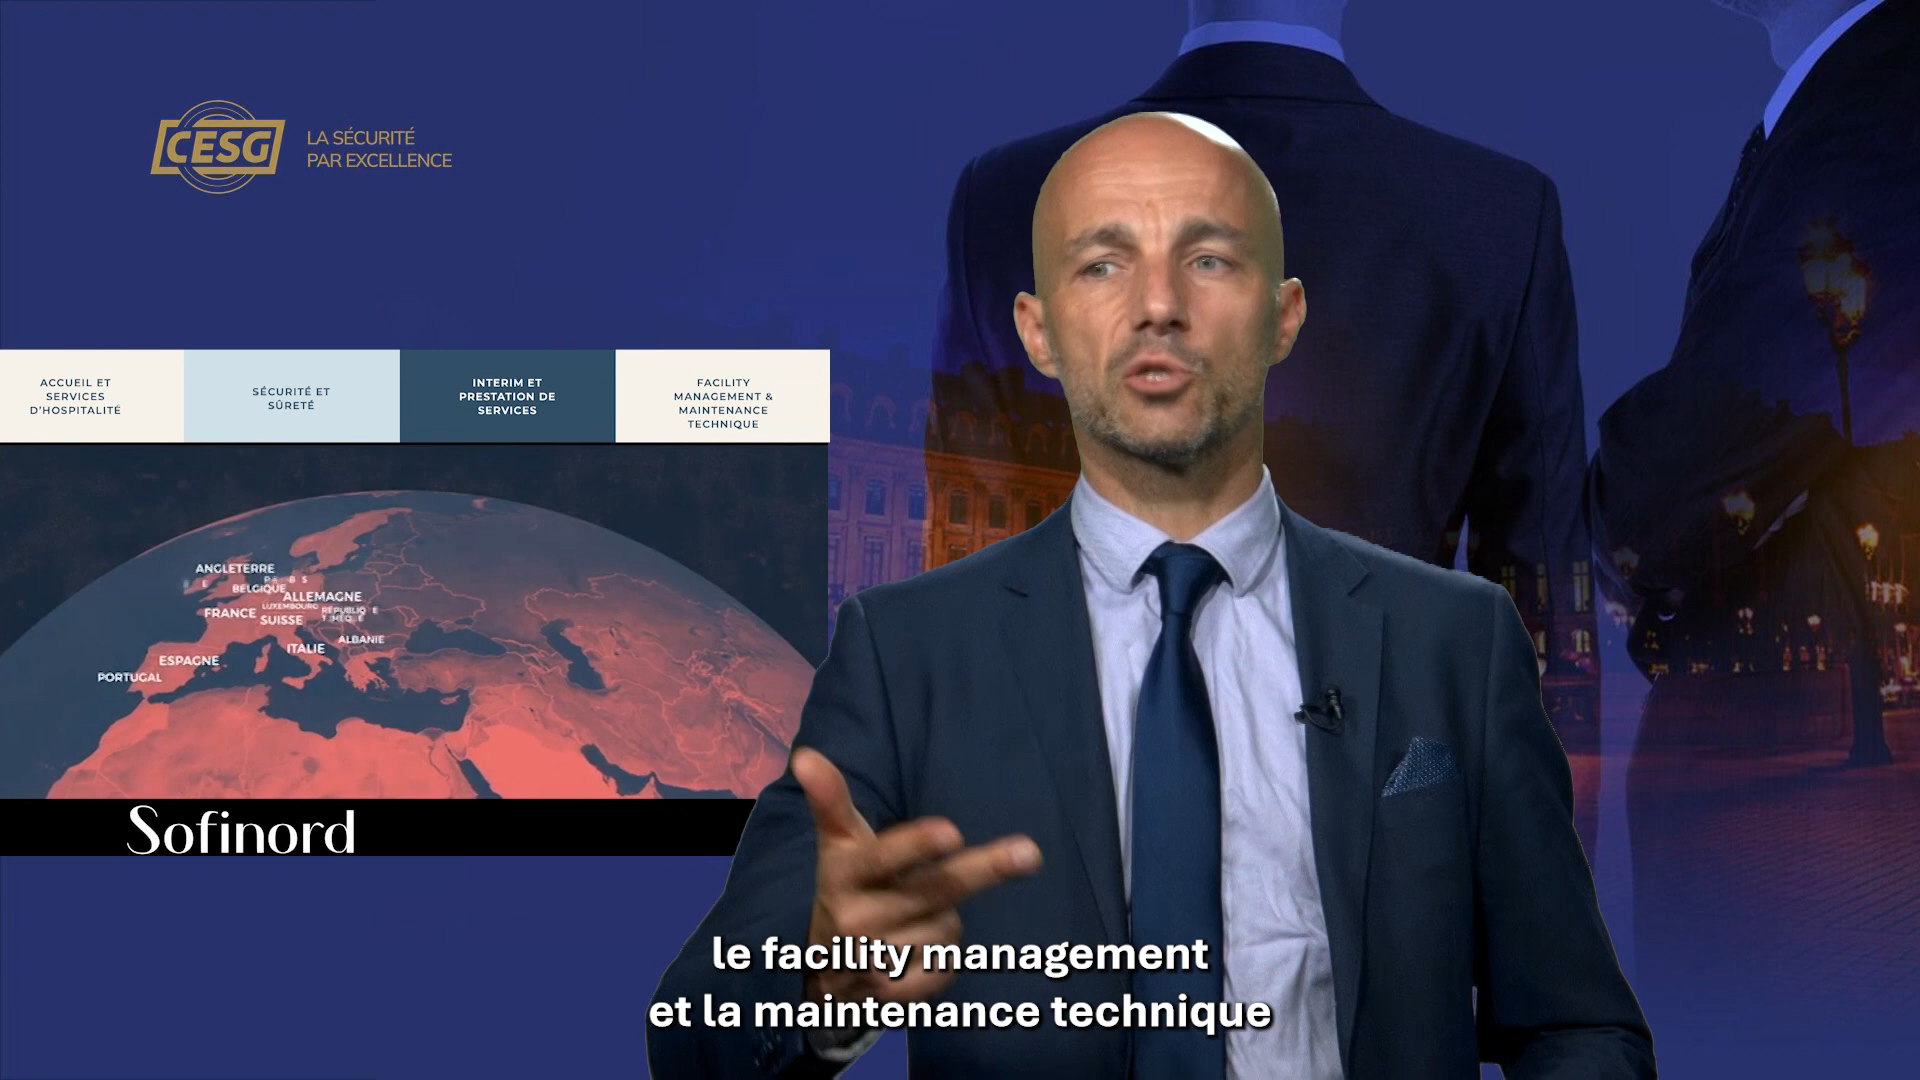 CESG
LA SÉCURITÉ
PAR EXCELLENCE
ACCUEIL ET
SERVICES
D'HOSPITALITÉ
SÉCURITÉ ET
SÛRETÉ
INTERIM ET
PRESTATION DE
SERVICES
FACILITY
MANAGEMENT &
MAINTENANCE
TECHNIQUE
ANGLETERRE
BELGIQUE
ALLEMAGNE
LUXEMBOURG
FRANCE
SUISSE
ALBANIE
ITALIE
ESPAGNE
PORTUGAL
Sofinord
le facility management
et la maintenance technique